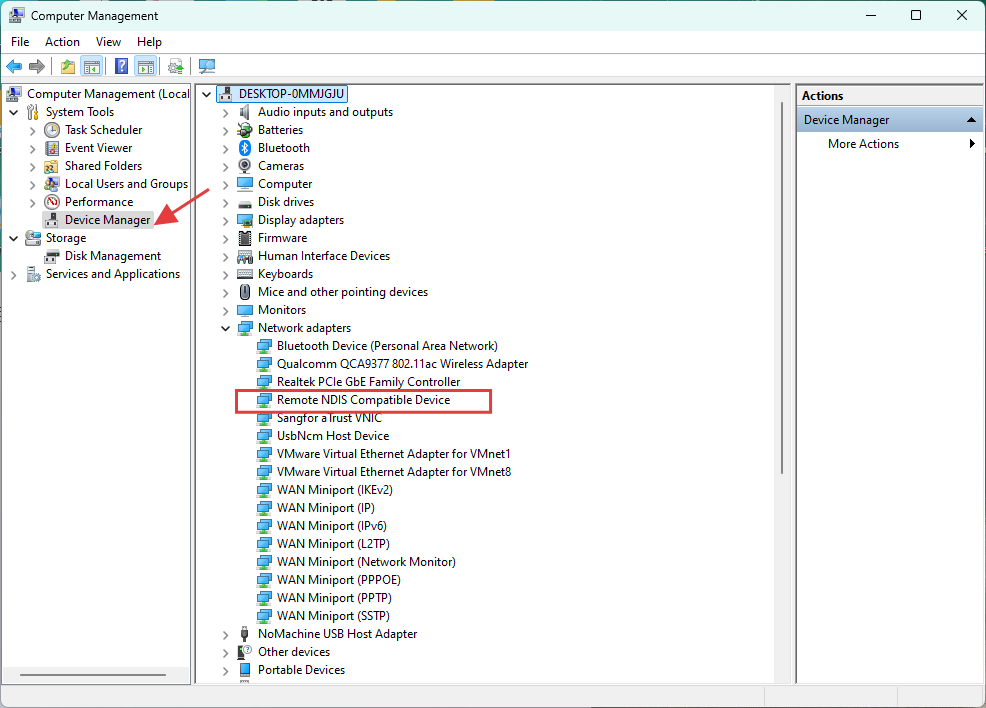 Computer Management
File Action View Help
Computer Management (Local
System Tools
Task Scheduler
Event Viewer
Shared Folders
Local Users and Groups
Performance
Device Manager
Storage
Disk Management
Services and Applications
DESKTOP-0MMJGJU
Audio inputs and outputs
Batteries
Bluetooth
Cameras
Computer
Disk drives
Display adapters
Firmware
Human Interface Devices
Keyboards
Mice and other pointing devices
Monitors
Network adapters
Bluetooth Device (Personal Area Network)
Qualcomm QCA9377 802.11ac Wireless Adapter
Realtek PCIe GbE Family Controller
Remote NDIS Compatible Device
Sangfor aTrust VNIC
UsbNcm Host Device
VMware Virtual Ethernet Adapter for VMnet1
VMware Virtual Ethernet Adapter for VMnet8
WAN Miniport (IKEv2)
WAN Miniport (IP)
WAN Miniport (IPv6)
WAN Miniport (L2TP)
WAN Miniport (Network Monitor)
WAN Miniport (PPPOE)
WAN Miniport (PPTP)
WAN Miniport (SSTP)
NoMachine USB Host Adapter
Other devices
Portable Devices
Actions
Device Manager
More Actions